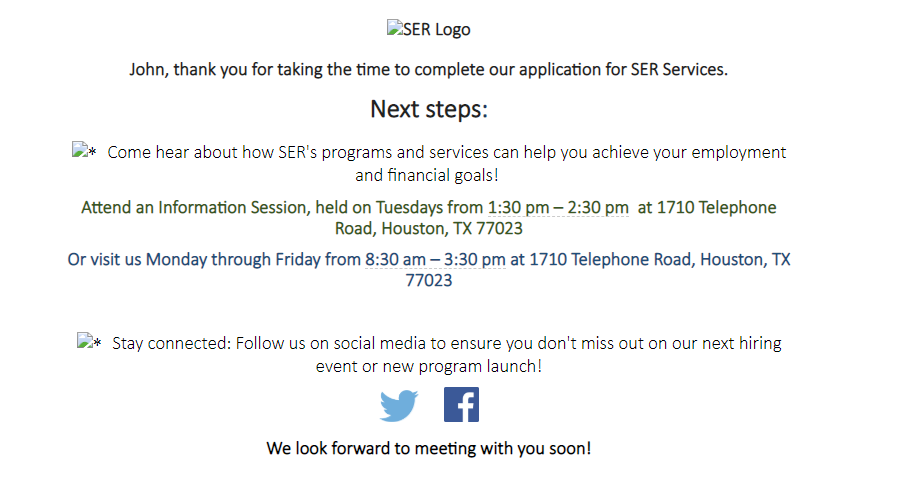 SER Logo
John, thank you for taking the time to complete our application for SER Services.
Next steps:
* Come hear about how SER's programs and services can help you achieve your employment
and financial goals!
Attend an Information Session, held on Tuesdays from 1:30 pm – 2:30 pm at 1710 Telephone
Road, Houston, TX 77023
Or visit us Monday through Friday from 8:30 am – 3:30 pm at 1710 Telephone Road, Houston, TX
77023
* Stay connected: Follow us on social media to ensure you don't miss out on our next hiring
event or new program launch!
We look forward to meeting with you soon!